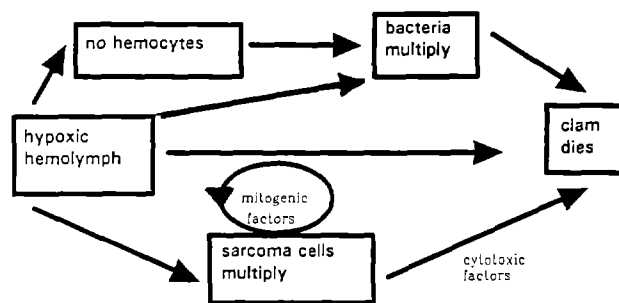 no hemocytes
bacteria
multiply
hypoxic
hemolymph
clam
dies
mitogenic
factors
sarcoma cells
multiply
cytotoxic
factors